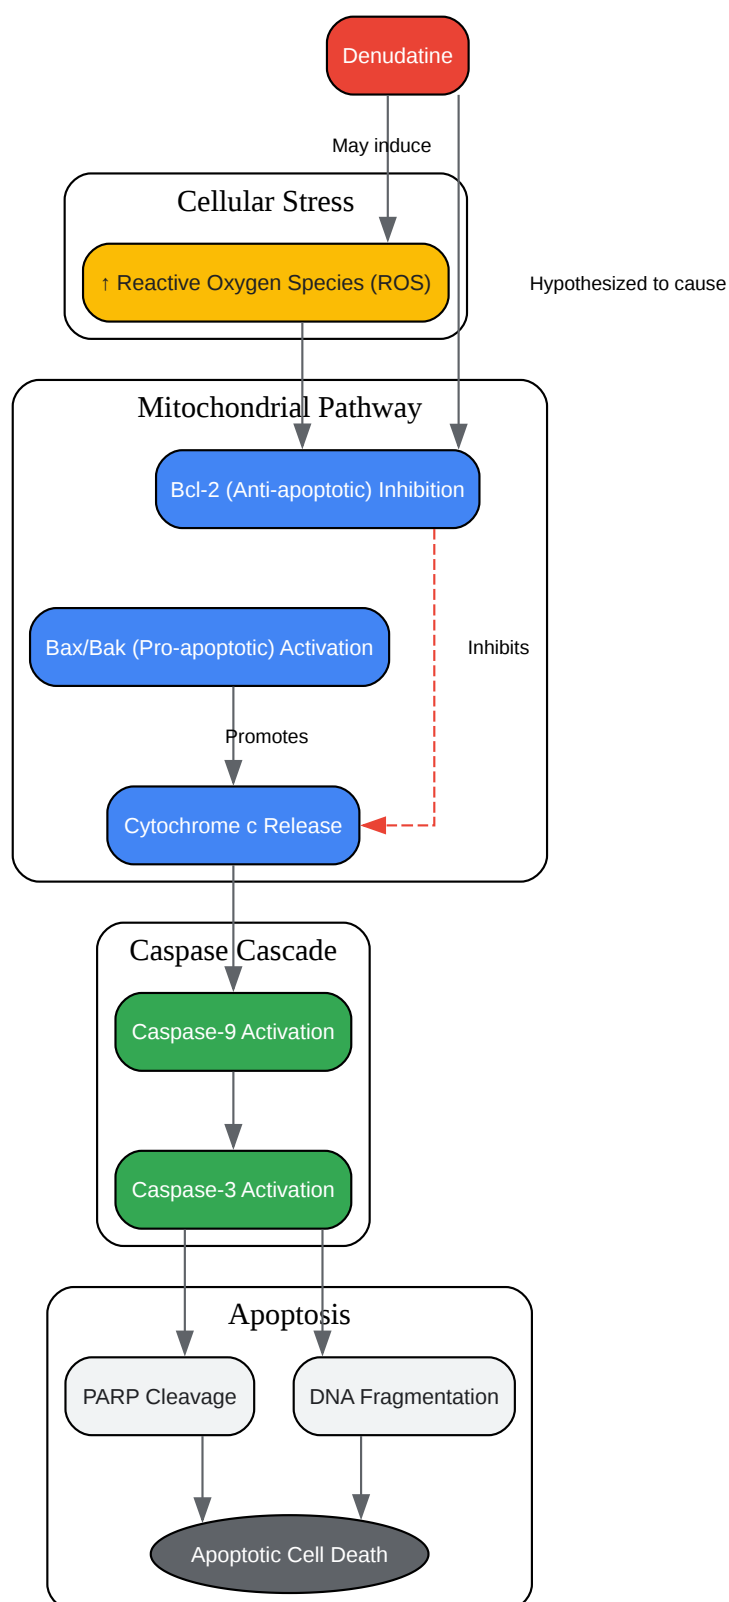 Denudatine
May induce
Cellular Stress
↑ Reactive Oxygen Species (ROS)
Hypothesized to cause
Mitochondrial Pathway
Bcl-2 (Anti-apoptotic) Inhibition
Bax/Bak (Pro-apoptotic) Activation
Inhibits
Promotes
Cytochrome c Release
Caspase Cascade
Caspase-9 Activation
Caspase-3 Activation
Apoptosis
PARP Cleavage
DNA Fragmentation
Apoptotic Cell Death